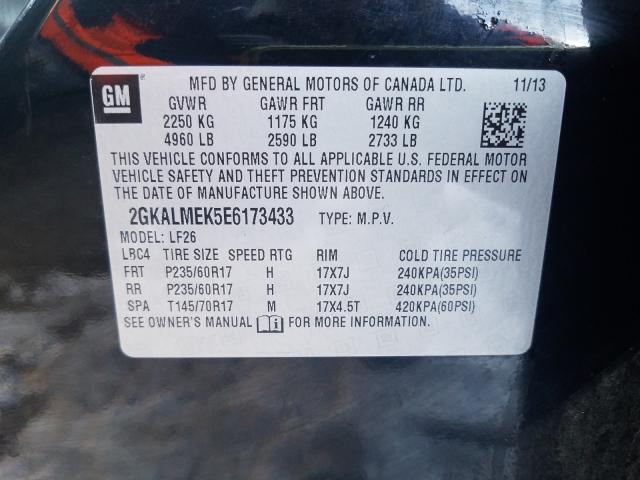 GM ® MFD BY GENERAL MOTORS OF CANADA LTD. 11/13
GVWR GAWR FRT GAWR RR
2250 KG 1175 KG 1240 KG
4960 LB 2590 LB 2733 LB
THIS VEHICLE CONFORMS TO ALL APPLICABLE U.S. FEDERAL MOTOR
VEHICLE SAFETY AND THEFT PREVENTION STANDARDS IN EFFECT ON
THE DATE OF MANUFACTURE SHOWN ABOVE.
2GKALMEK5E6173433 TYPE: M.P.V.
MODEL: LF26
LBC4 TIRE SIZE SPEED RTG RIM COLD TIRE PRESSURE
FRT P235/60R17 H 17X7J 240KPA(35PSI)
RR P235/60R17 H 17X7J 240KPA(35PSI)
SPA T145/70R17 M 17X4.5T 420KPA(60PSI)
SEE OWNER'S MANUAL FOR MORE INFORMATION.